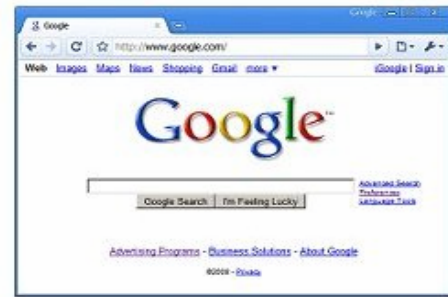 Google
Google
http://www.google.com/
Web Images Maps News Shopping Gmail more ▼
iGoogle | Sign in
Google™
Advanced Search
Preferences
Language Tools
Google Search I'm Feeling Lucky
Advertising Programs - Business Solutions - About Google
©2008 - Privacy